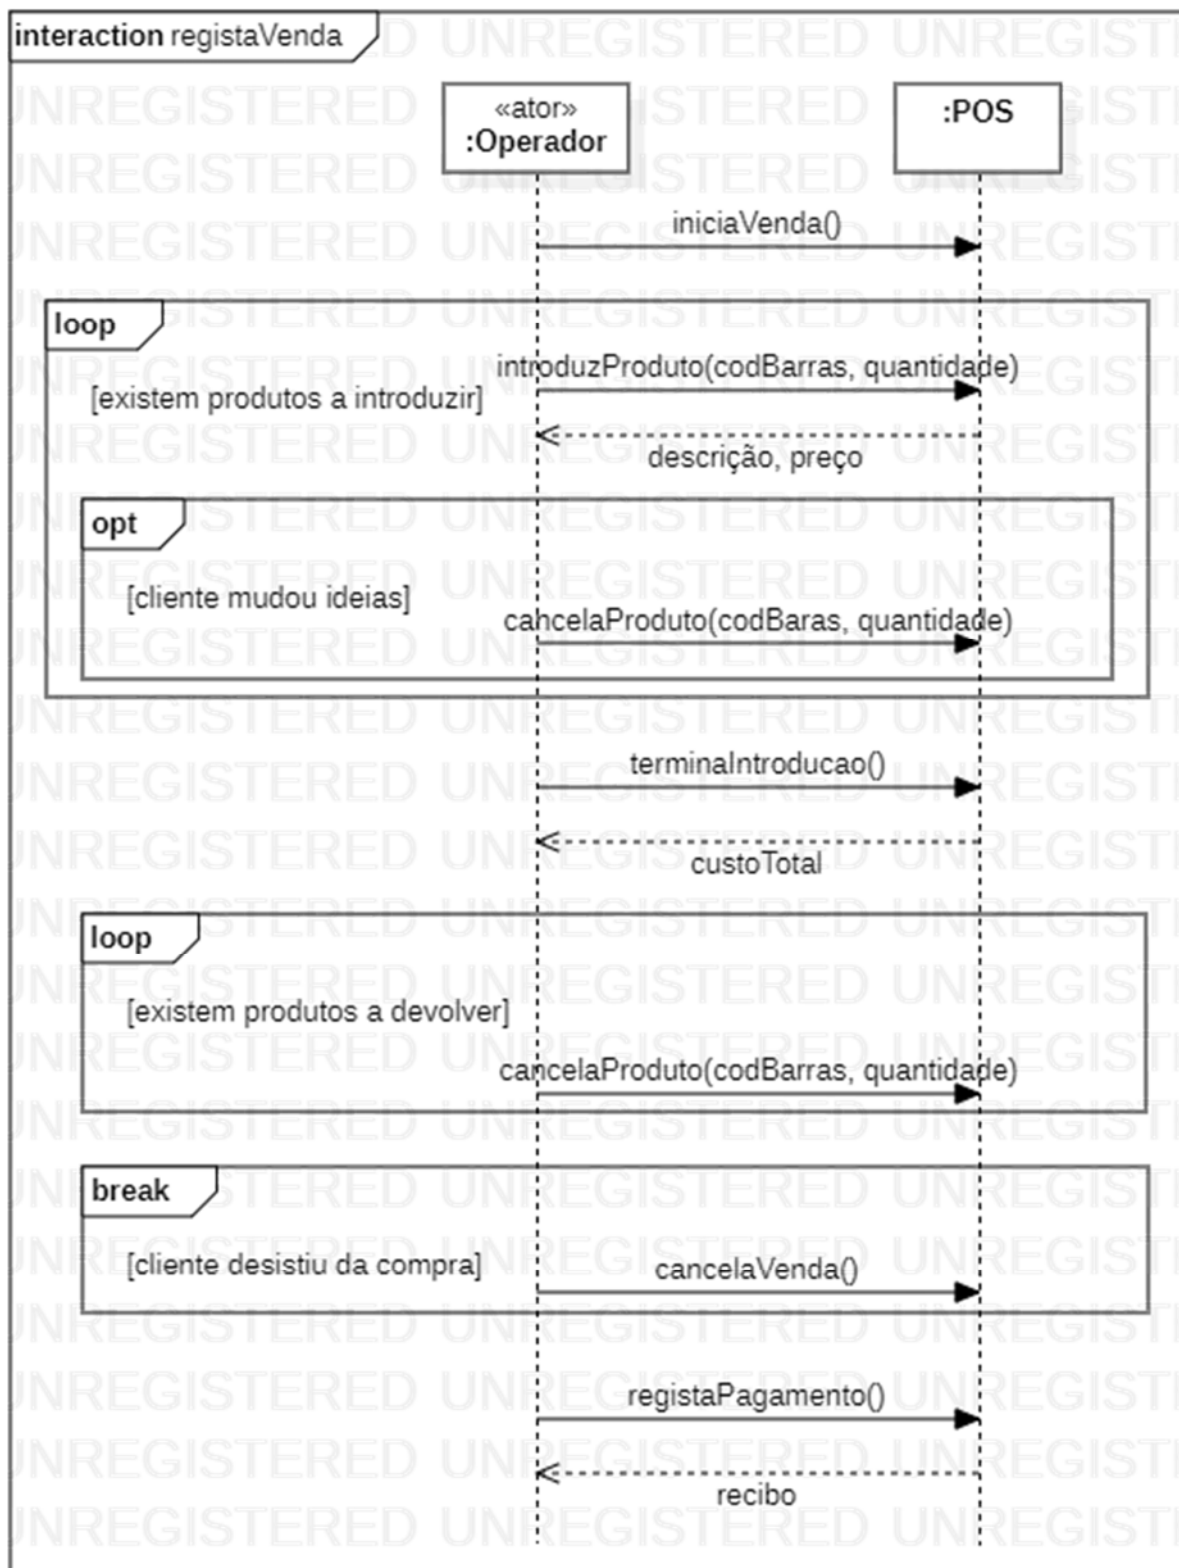 interaction registaVenda
«ator»
:Operador
:POS
iniciaVenda()
loop
introduzProduto(codBarras, quantidade)
[existem produtos a introduzir]
descrição, preço
opt
[cliente mudou ideias]
cancelaProduto(codBaras, quantidade)
terminaIntroducao()
custoTotal
loop
[existem produtos a devolver]
cancelaProduto(codBarras, quantidade)
break
[cliente desistiu da compra]
cancelaVenda()
registaPagamento()
recibo
UNREGISTERED